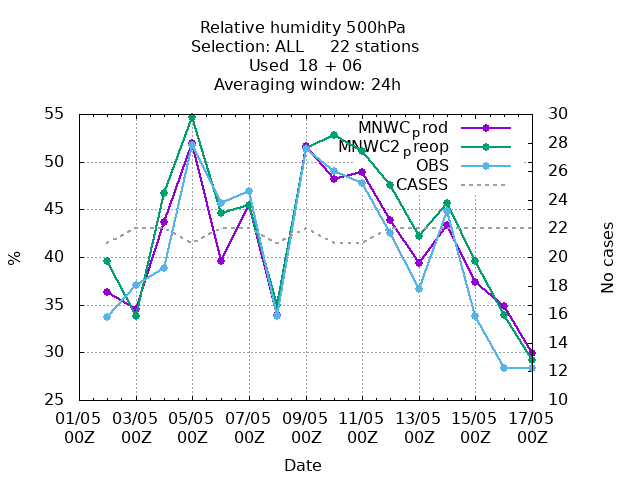 Relative humidity 500hPa
Selection: ALL 22 stations
Used 18 + 06
Averaging window: 24h
55
50
45
40
35
30
25
%
30
28
26
24
22
20
18
16
14
12
10
No cases
MNWCprod
MNWC2preop
OBS
CASES
01/05 03/05 05/05 07/05 09/05 11/05 13/05 15/05 17/05
00Z 00Z 00Z 00Z 00Z 00Z 00Z 00Z 00Z
Date